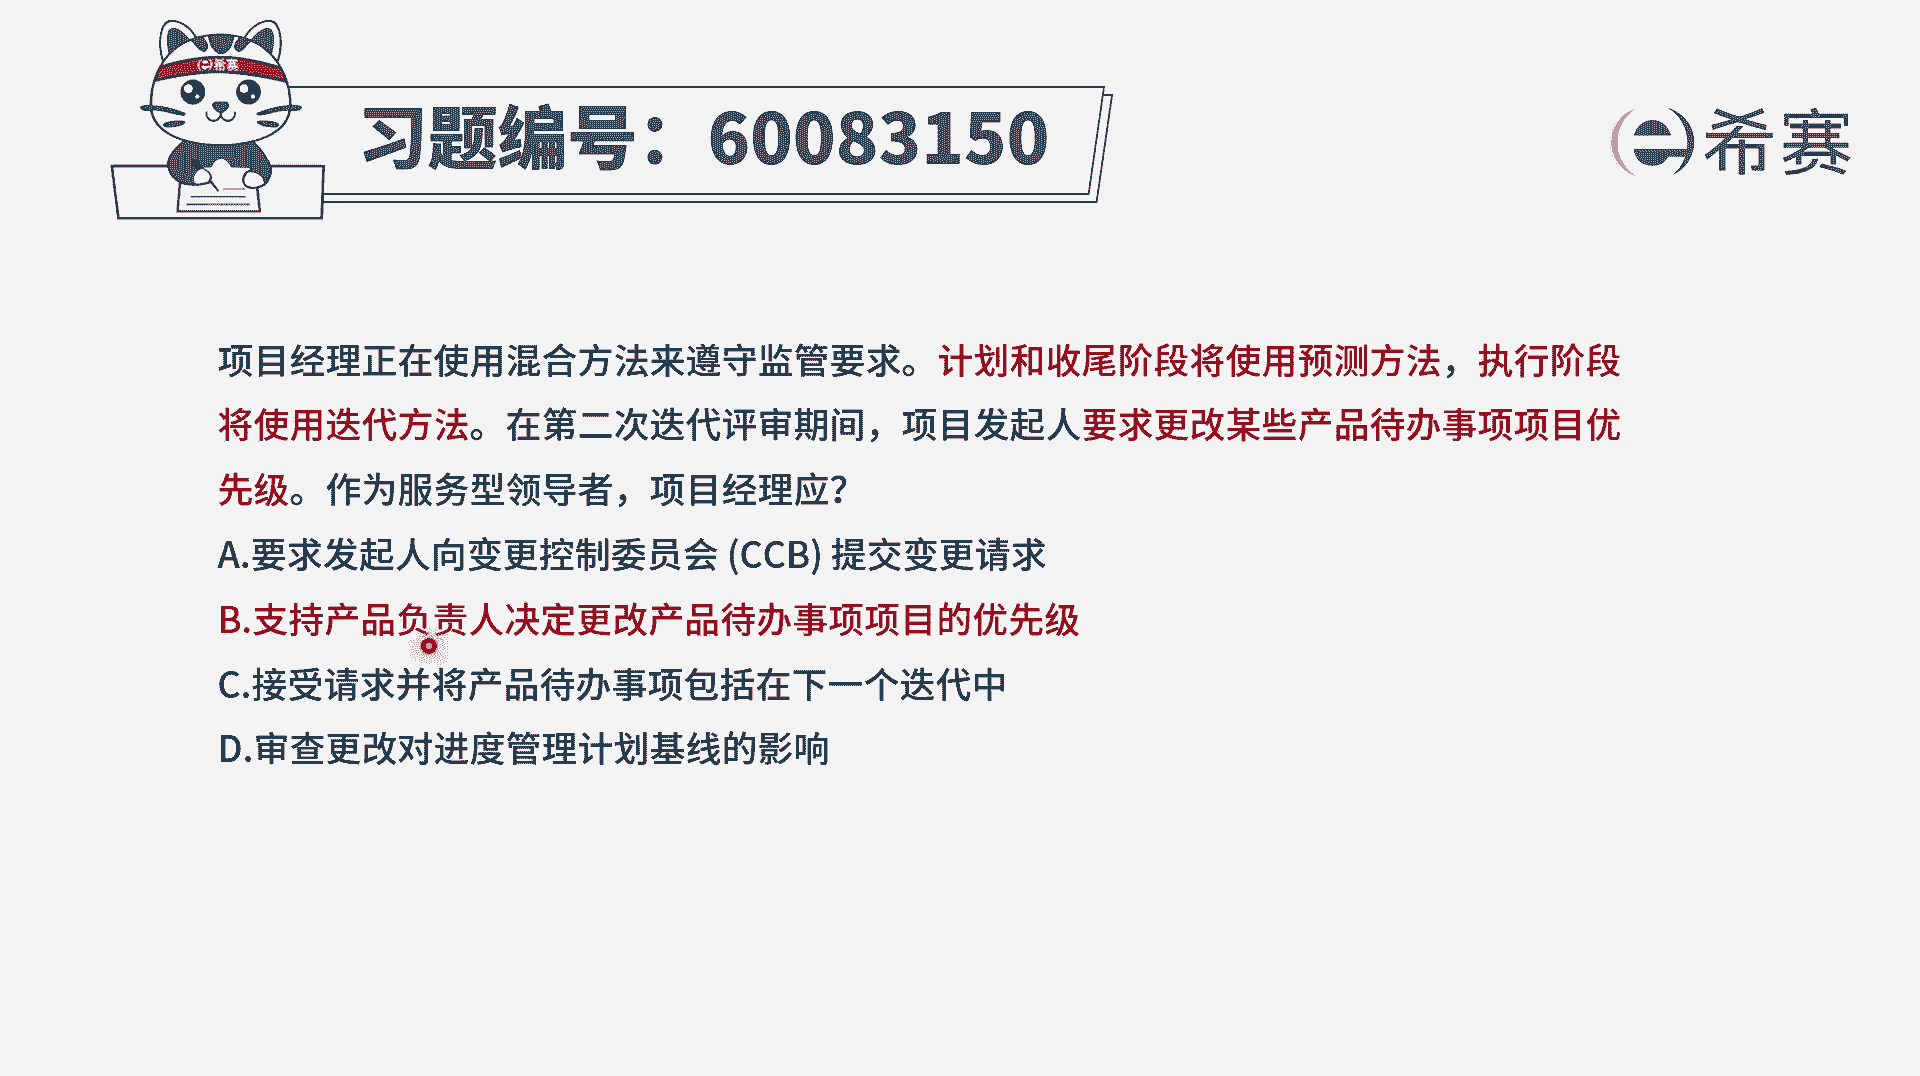 希赛
习题编号：60083150
希赛
项目经理正在使用混合方法来遵守监管要求。计划和收尾阶段将使用预测方法，执行阶段
将使用迭代方法。在第二次迭代评审期间，项目发起人要求更改某些产品待办事项项目优
先级。作为服务型领导者，项目经理应？
A.要求发起人向变更控制委员会 (CCB) 提交变更请求
B.支持产品负责人决定更改产品待办事项项目的优先级
C.接受请求并将产品待办事项包括在下一个迭代中
D.审查更改对进度管理计划基线的影响